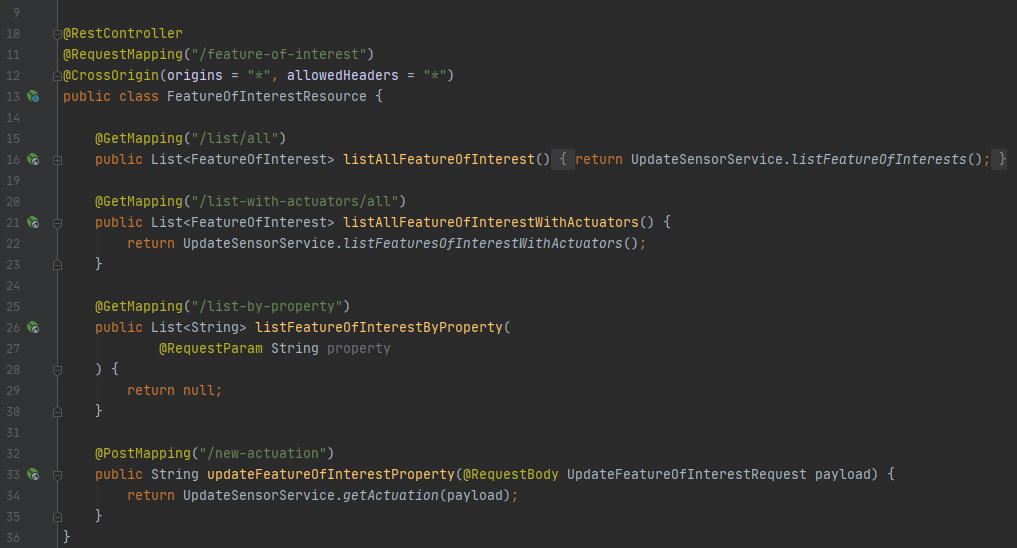 9
10 @RestController
11 @RequestMapping("/feature-of-interest")
12 @CrossOrigin(origins = "*", allowedHeaders = "*")
13 public class FeatureOfInterestResource {
14
15     @GetMapping("/list/all")
16     public List<FeatureOfInterest> listAllFeatureOfInterest() { return UpdateSensorService.listFeatureOfInterests(); }
19
20     @GetMapping("/list-with-actuators/all")
21     public List<FeatureOfInterest> listAllFeatureOfInterestWithActuators() {
22         return UpdateSensorService.listFeaturesOfInterestWithActuators();
23     }
24
25     @GetMapping("/list-by-property")
26     public List<String> listFeatureOfInterestByProperty(
27             @RequestParam String property
28     ) {
29         return null;
30     }
31
32     @PostMapping("/new-actuation")
33     public String updateFeatureOfInterestProperty(@RequestBody UpdateFeatureOfInterestRequest payload) {
34         return UpdateSensorService.getActuation(payload);
35     }
36 }